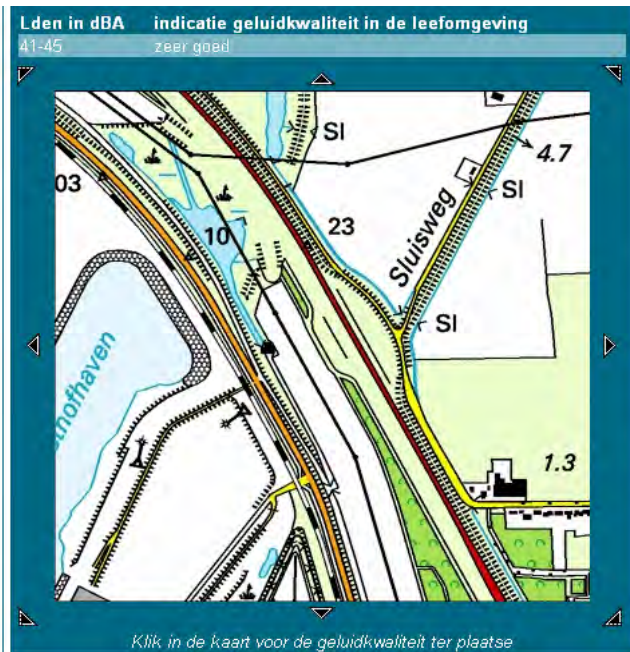 Lden in dBA indicatie geluidkwaliteit in de leefomgeving
41-45 zeer goed
SI
4.7
03
SI
10
23
Sluisweg
SI
thofhaven
1.3
Klik in de kaart voor de geluidkwaliteit ter plaatse